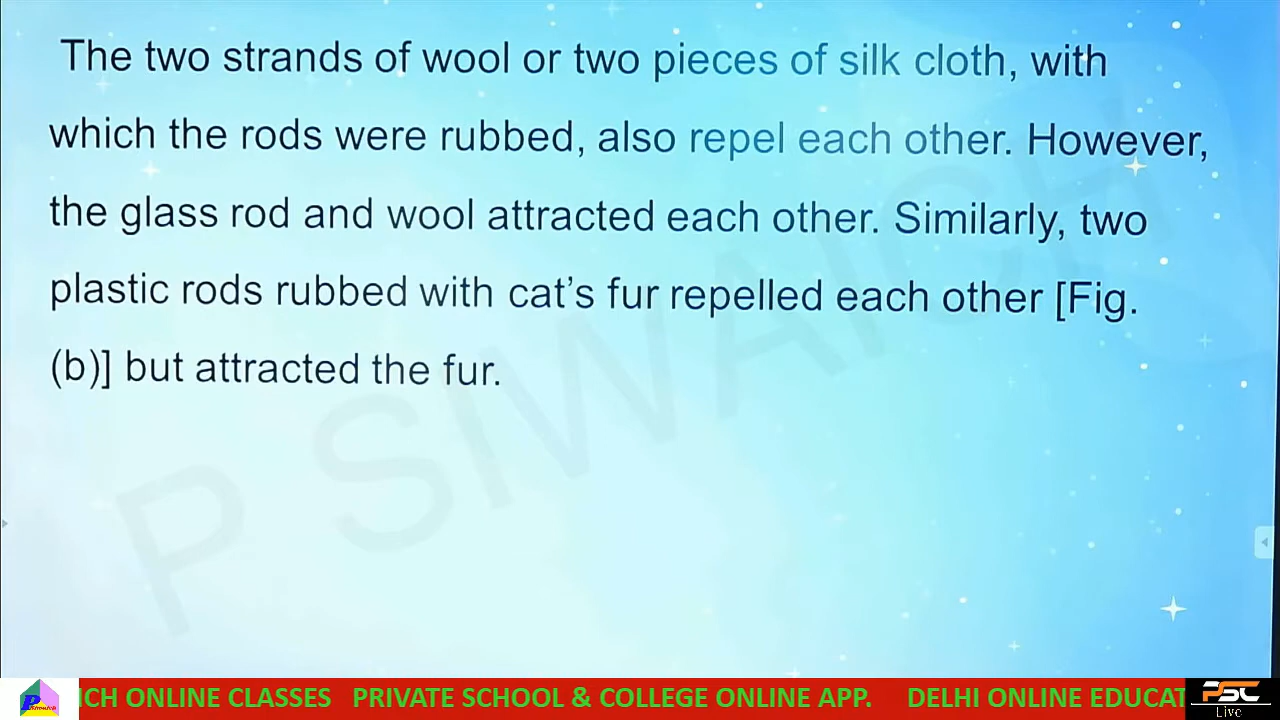 The two strands of wool or two pieces of silk cloth, with
which the rods were rubbed, also repel each other. However,
the glass rod and wool attracted each other. Similarly, two
plastic rods rubbed with cat’s fur repelled each other [Fig.
(b)] but attracted the fur.
P SIWAICH
ICH ONLINE CLASSES PRIVATE SCHOOL & COLLEGE ONLINE APP. DELHI ONLINE EDUCAT
PSC
Live